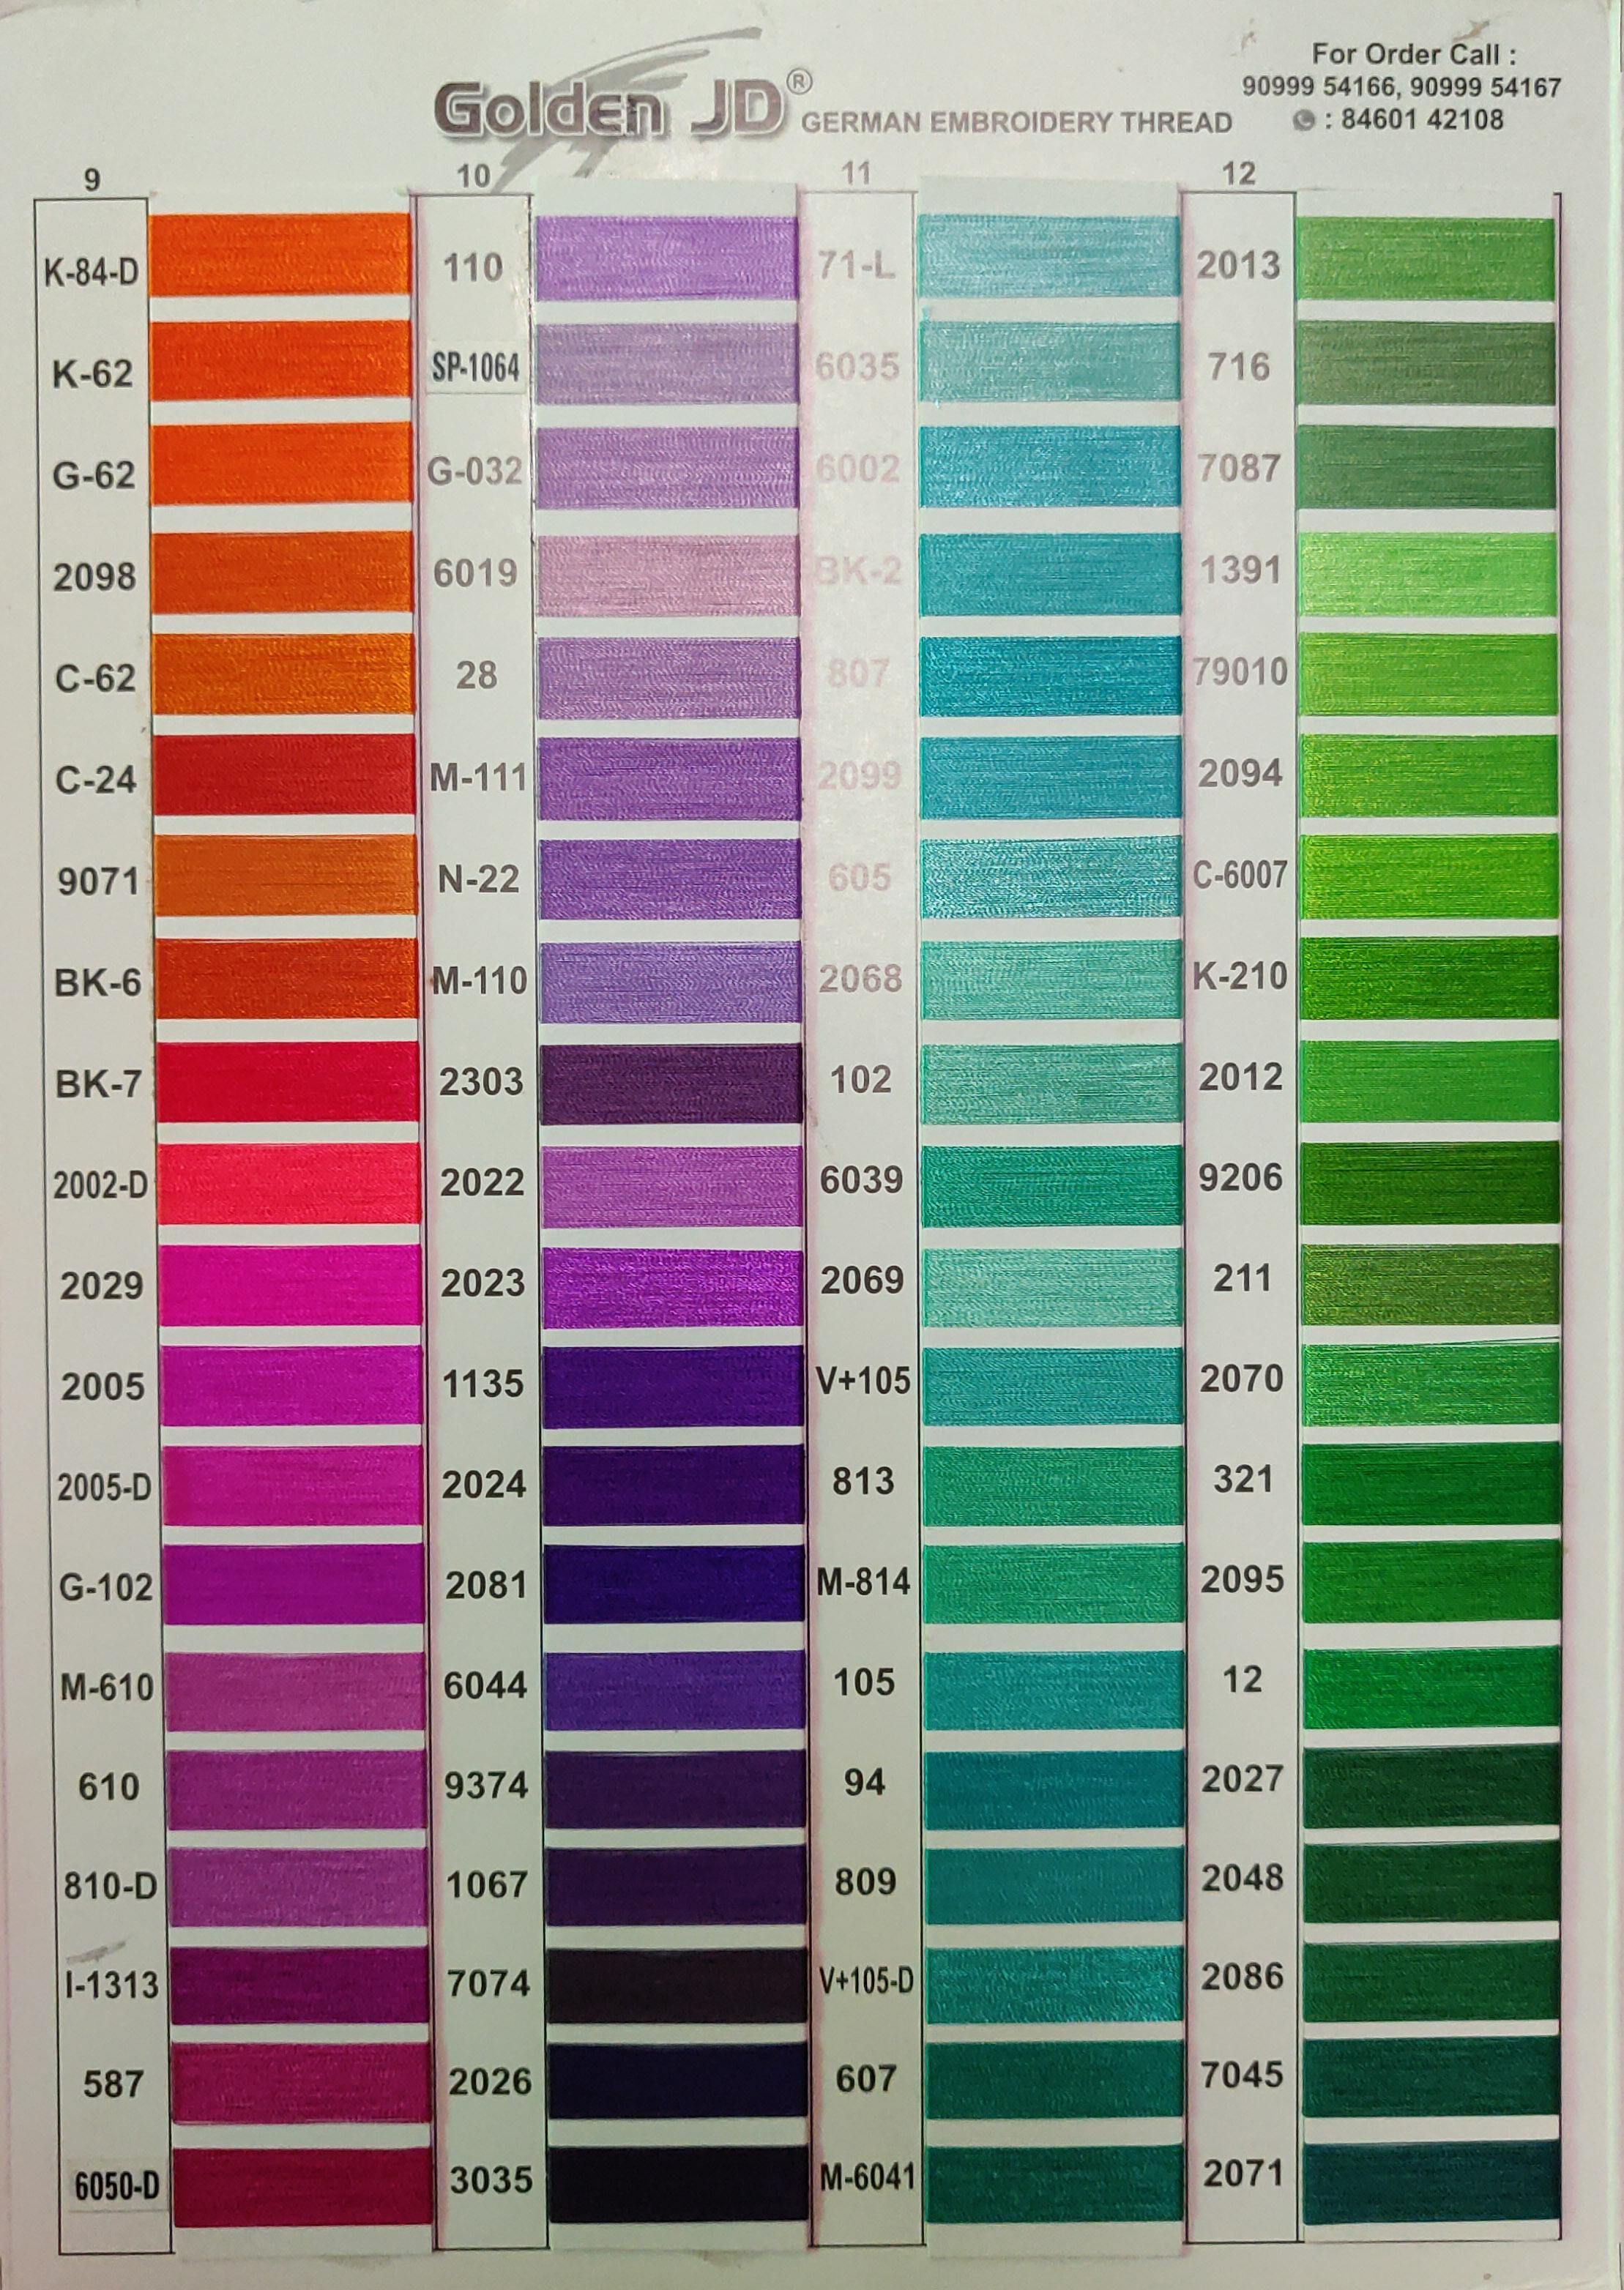 Golden JD®
GERMAN EMBROIDERY THREAD
For Order Call :
90999 54166, 90999 54167
: 84601 42108
9
K-84-D
K-62
G-62
2098
C-62
C-24
9071
BK-6
BK-7
2002-D
2029
2005
2005-D
G-102
M-610
610
810-D
I-1313
587
6050-D
10
110
SP-1064
G-032
6019
28
M-111
N-22
M-110
2303
2022
2023
1135
2024
2081
6044
9374
1067
7074
2026
3035
11
71-L
6035
6002
BK-2
807
2099
605
2068
102
6039
2069
V+105
813
M-814
105
94
809
V+105-D
607
M-6041
12
2013
716
7087
1391
79010
2094
C-6007
K-210
2012
9206
211
2070
321
2095
12
2027
2048
2086
7045
2071